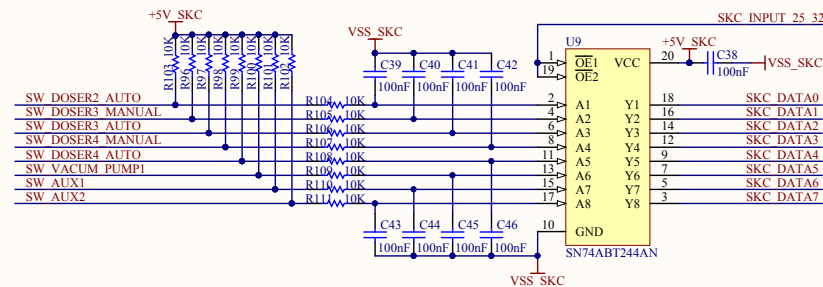 +5V_SKC
R103 10K
R96 10K
R97 10K
R98 10K
R99 10K
R100 10K
R101 10K
R102 10K
VSS_SKC
C39
100nF
C40
100nF
C41
100nF
C42
100nF
SKC_INPUT_25_32
U9
1
OE1
19
OE2
VCC
20
+5V_SKC
C38
100nF
VSS_SKC
SW_DOSER2_AUTO
R104
10K
2
A1
Y1
18
SKC_DATA0
SW_DOSER3_MANUAL
R105
10K
4
A2
Y2
16
SKC_DATA1
SW_DOSER3_AUTO
R106
10K
6
A3
Y3
14
SKC_DATA2
SW_DOSER4_MANUAL
R107
10K
8
A4
Y4
12
SKC_DATA3
SW_DOSER4_AUTO
R108
10K
11
A5
Y5
9
SKC_DATA4
SW_VACUM_PUMP1
R109
10K
13
A6
Y6
7
SKC_DATA5
SW_AUX1
R110
10K
15
A7
Y7
5
SKC_DATA6
SW_AUX2
R111
10K
17
A8
Y8
3
SKC_DATA7
C43
100nF
C44
100nF
C45
100nF
C46
100nF
10
GND
SN74ABT244AN
VSS_SKC